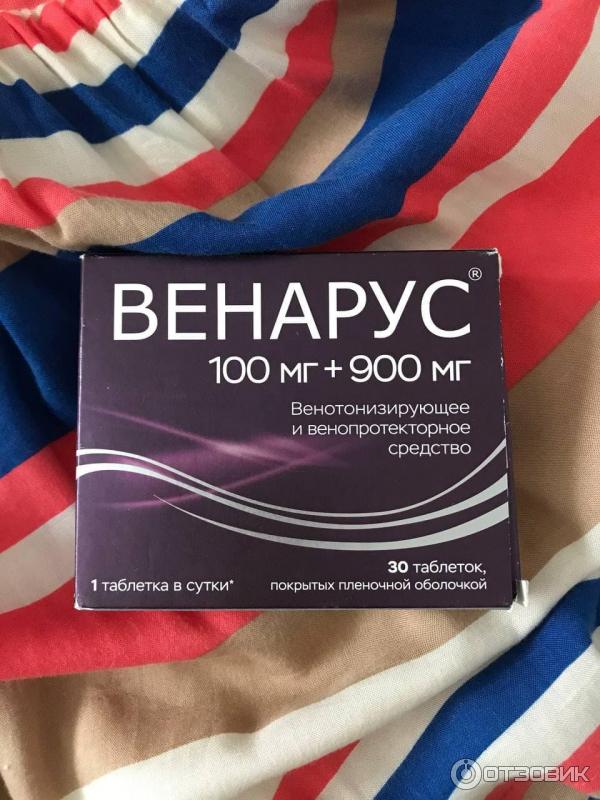 ВЕНАРУС®
100 мг + 900 мг
Венотонизирующее
и венопротекторное
средство
30 таблеток,
1 таблетка в сутки* покрытых пленочной оболочкой
ОТЗОВИК